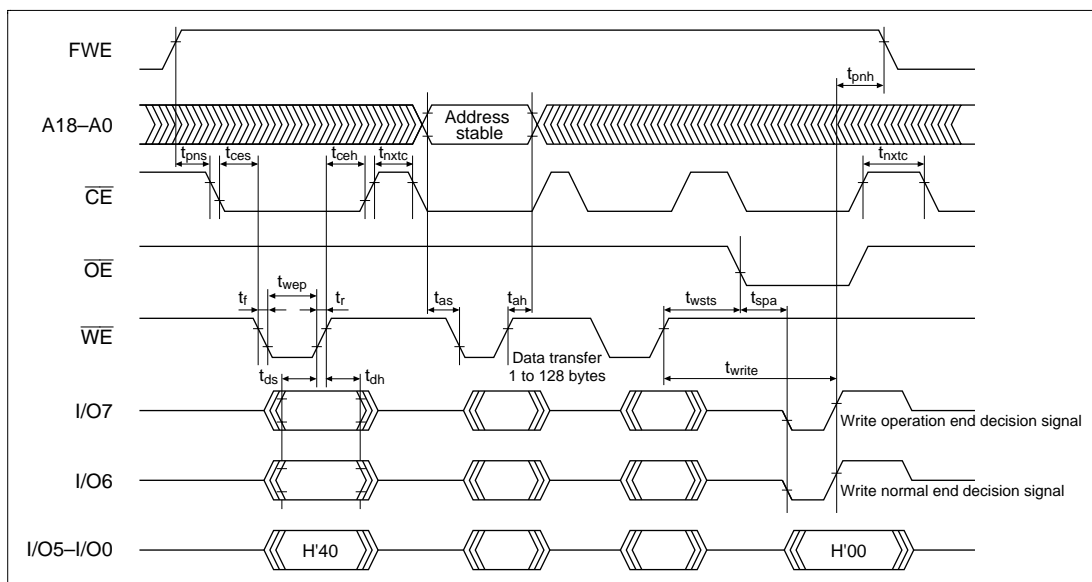 FWE
tpnh
A18–A0
Address
stable
tpns
tces
tceh
tnxtc
tnxtc
CE
OE
tf
twep
tr
tas
tah
twsts
tspa
WE
Data transfer
1 to 128 bytes
tds
tdh
twrite
I/O7
Write operation end decision signal
I/O6
Write normal end decision signal
I/O5–I/O0
H'40
H'00